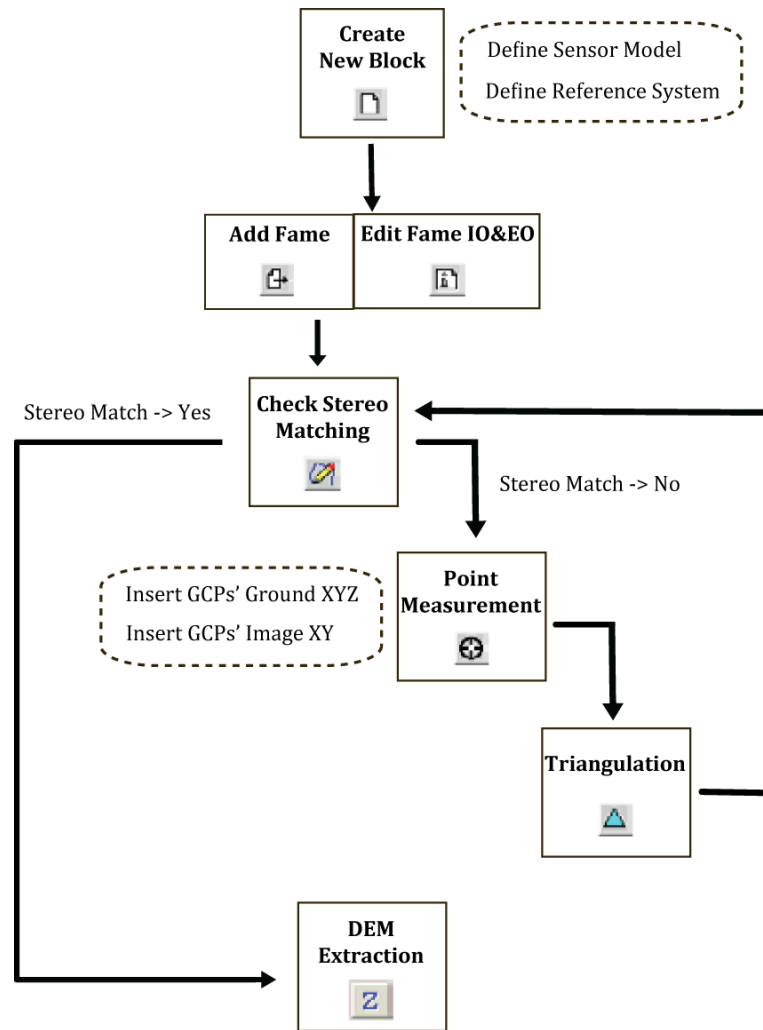 Create
New Block
Define Sensor Model
Define Reference System
Add Fame
Edit Fame IO&EO
Stereo Match -> Yes
Check Stereo
Matching
Stereo Match -> No
Insert GCPs’ Ground XYZ
Insert GCPs’ Image XY
Point
Measurement
Triangulation
DEM
Extraction
Z